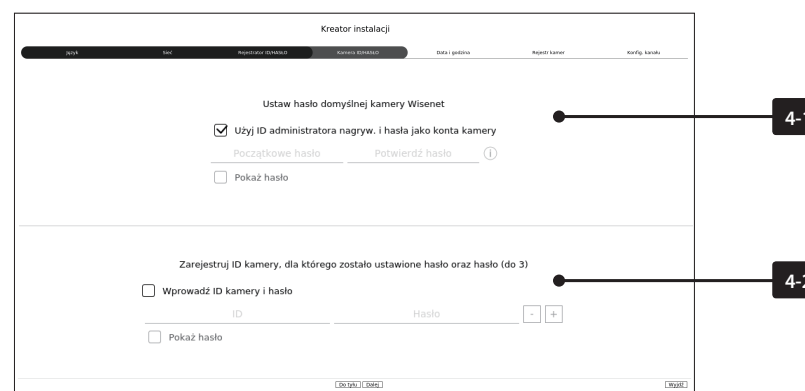 Kreator instalacji
Język Sieć Rejestrator ID/HASŁO Kamera ID/HASŁO Data i godzina Rejestr kamer Konfig. kanału
Ustaw hasło domyślnej kamery Wisenet
Użyj ID administratora nagryw. i hasła jako konta kamery
4-1
Początkowe hasło Potwierdź hasło
Pokaż hasło
Zarejestruj ID kamery, dla którego zostało ustawione hasło oraz hasło (do 3)
4-2
Wprowadź ID kamery i hasło
ID Hasło - +
Pokaż hasło
Do tyłu Dalej Wyjdź